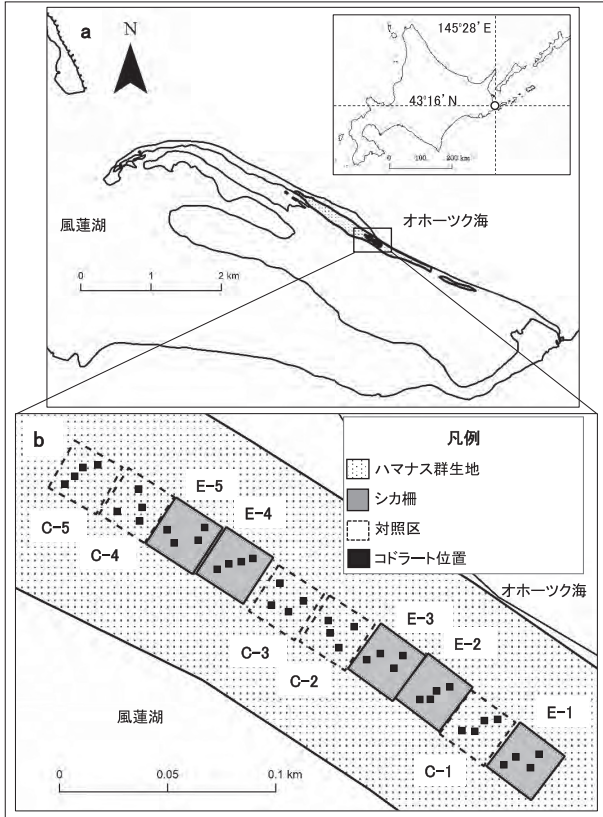 a
N
145°28’E
43°16’N
0 100 200 km
風蓮湖
オホーツク海
0 1 2 km
b
凡例
ハマナス群生地
シカ柵
対照区
コドラート位置
E-5
E-4
C-5
C-4
オホーツク海
E-3
C-3
E-2
C-2
E-1
風蓮湖
C-1
0 0.05 0.1 km